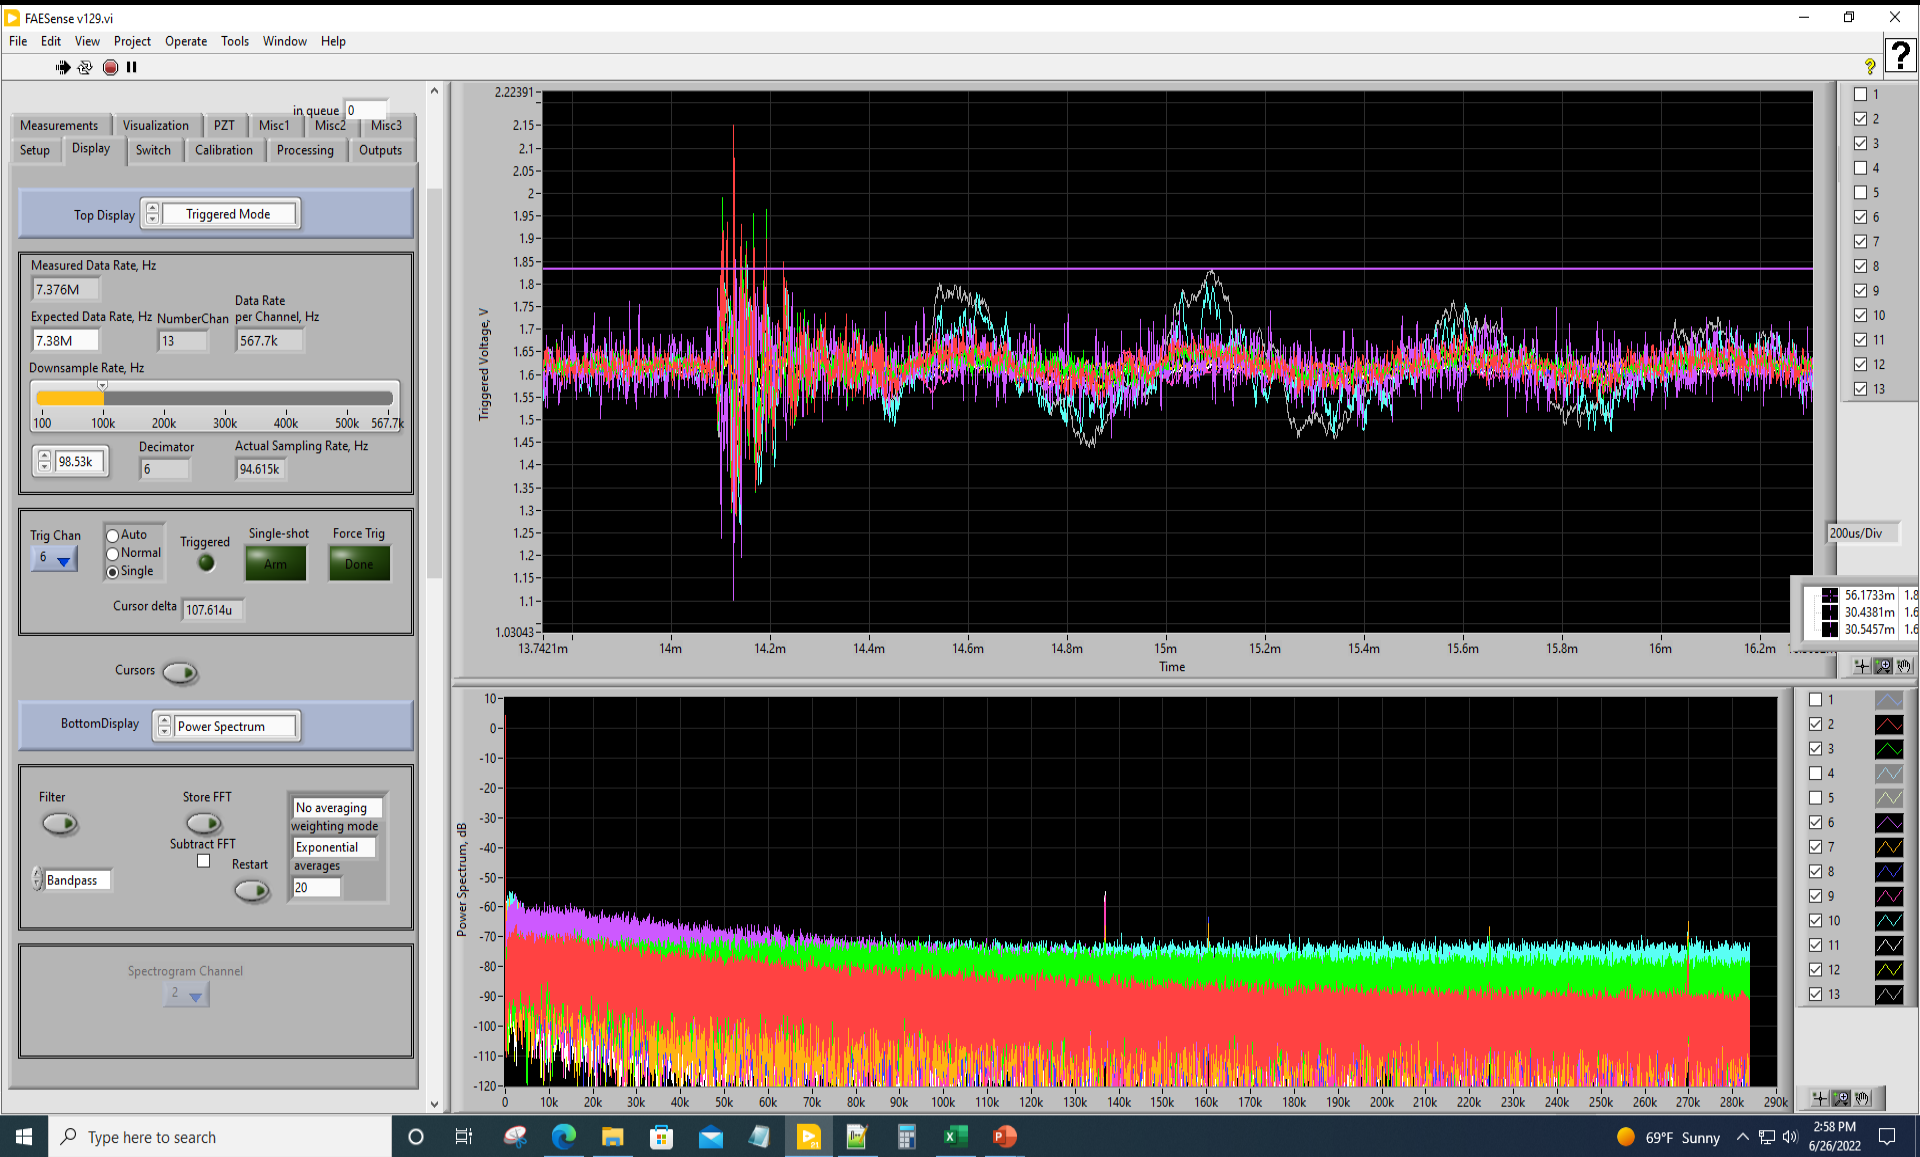 FAESense v129.vi
File Edit View Project Operate Tools Window Help
in queue 0
Measurements Visualization PZT Misc1 Misc2 Misc3
Setup Display Switch Calibration Processing Outputs
Top Display Triggered Mode
Measured Data Rate, Hz
7.376M
Expected Data Rate, Hz NumberChan Data Rate per Channel, Hz
7.38M 13 567.7k
Downsample Rate, Hz
100 100k 200k 300k 400k 500k 567.7k
Decimator Actual Sampling Rate, Hz
98.53k 6 94.615k
Trig Chan
6
Auto
Normal
Single
Triggered
Single-shot
Arm
Force Trig
Done
Cursor delta 107.614u
Cursors
BottomDisplay Power Spectrum
Filter
Bandpass
Store FFT
Subtract FFT
Restart
No averaging
weighting mode
Exponential
averages
20
Spectrogram Channel
2
Triggered Voltage, V
2.22391
2.15
2.1
2.05
2
1.95
1.9
1.85
1.8
1.75
1.7
1.65
1.6
1.55
1.5
1.45
1.4
1.35
1.3
1.25
1.2
1.15
1.1
1.03043
13.7421m 14m 14.2m 14.4m 14.6m 14.8m 15m 15.2m 15.4m 15.6m 15.8m 16m 16.2m
Time
?
?
1
2
3
4
5
6
7
8
9
10
11
12
13
200us/Div
56.1733m 1.8
30.4381m 1.6
30.5457m 1.6
Power Spectrum, dB
10
0
-10
-20
-30
-40
-50
-60
-70
-80
-90
-100
-110
-120
0 10k 20k 30k 40k 50k 60k 70k 80k 90k 100k 110k 120k 130k 140k 150k 160k 170k 180k 190k 200k 210k 220k 230k 240k 250k 260k 270k 280k 290k
1
2
3
4
5
6
7
8
9
10
11
12
13
Type here to search
69°F Sunny
2:58 PM
6/26/2022